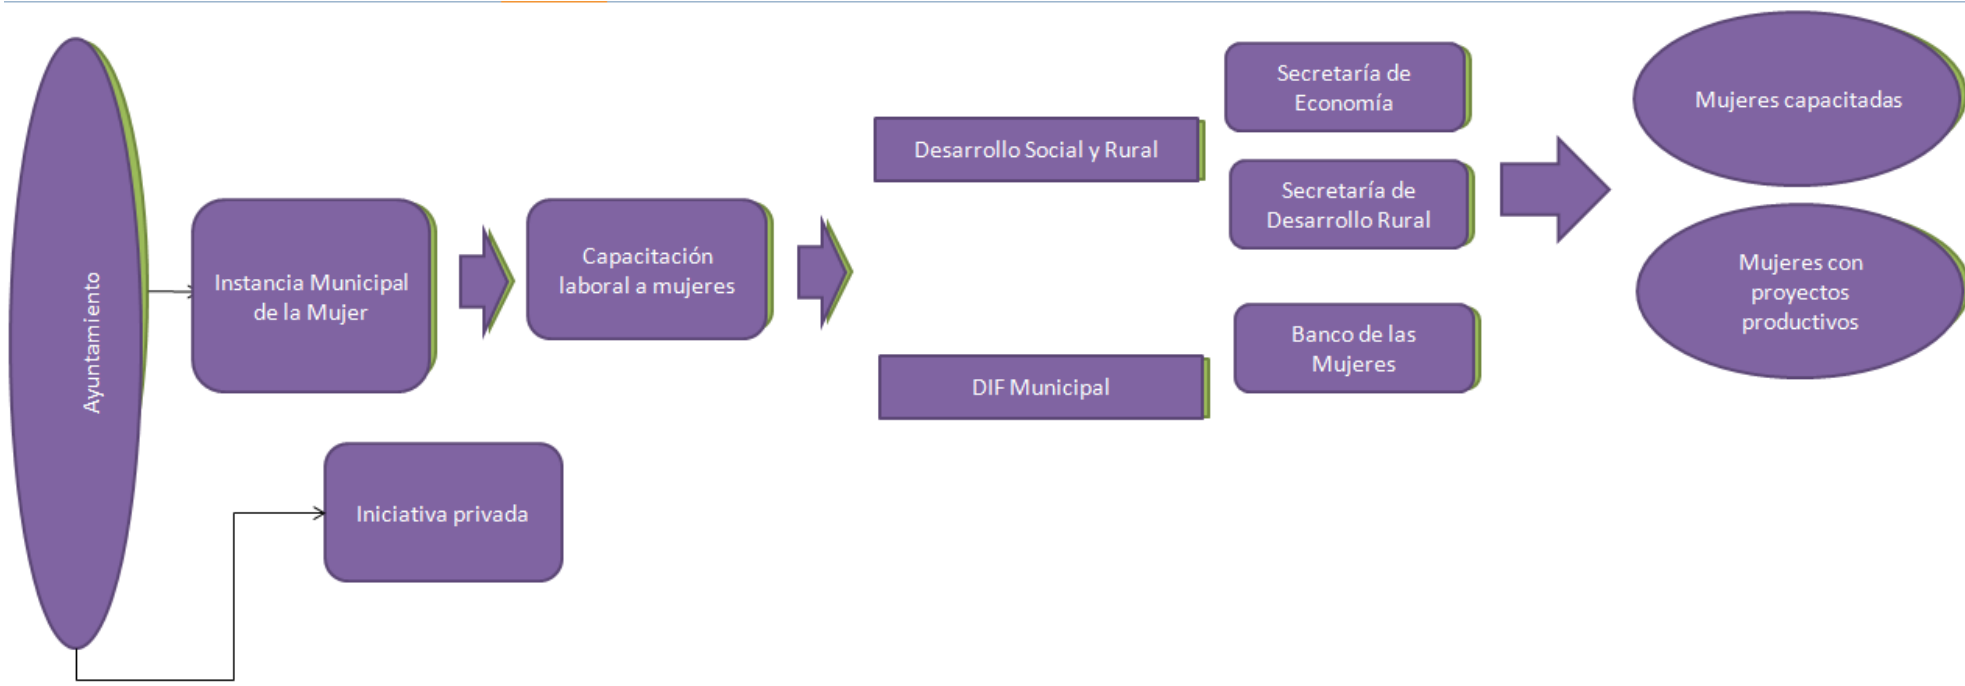 Ayuntamiento
Instancia Municipal
de la Mujer
Iniciativa privada
Capacitación
laboral a mujeres
Desarrollo Social y Rural
DIF Municipal
Secretaría de
Economía
Secretaría de
Desarrollo Rural
Banco de las
Mujeres
Mujeres capacitadas
Mujeres con
proyectos
productivos